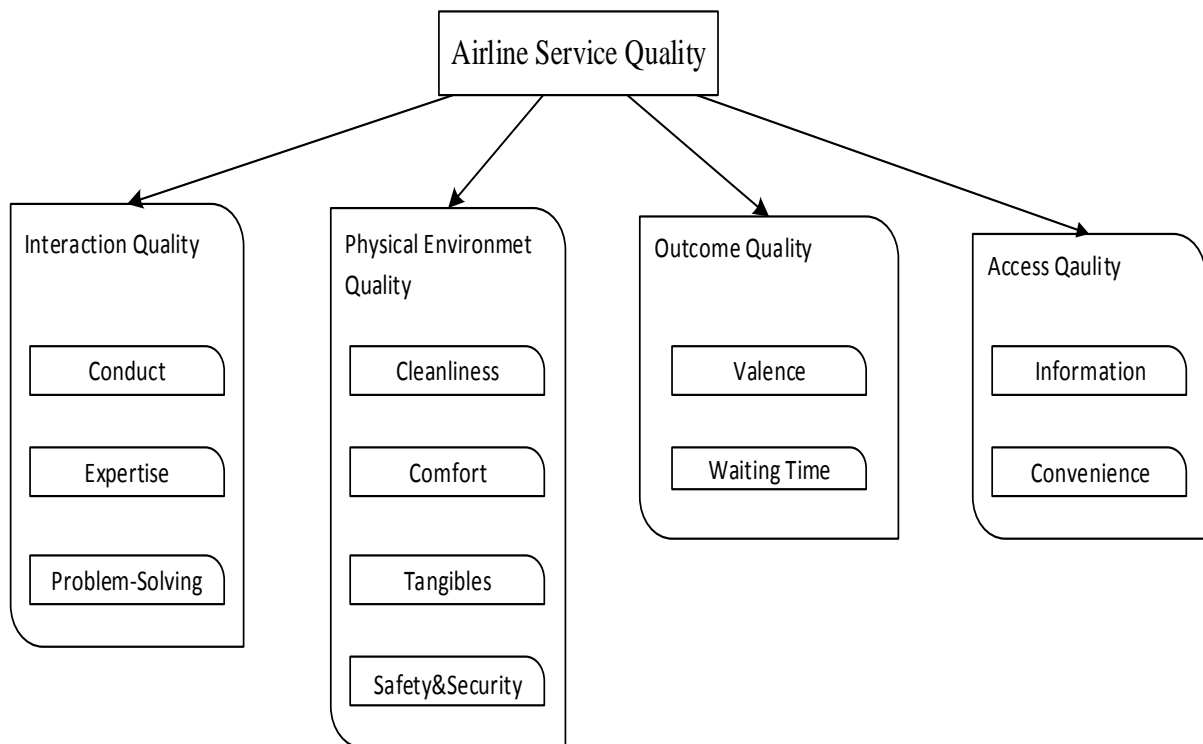 Airline Service Quality
Interaction Quality
Conduct
Expertise
Problem-Solving
Physical Environmet
Quality
Cleanliness
Comfort
Tangibles
Safety&Security
Outcome Quality
Valence
Waiting Time
Access Qaulity
Information
Convenience